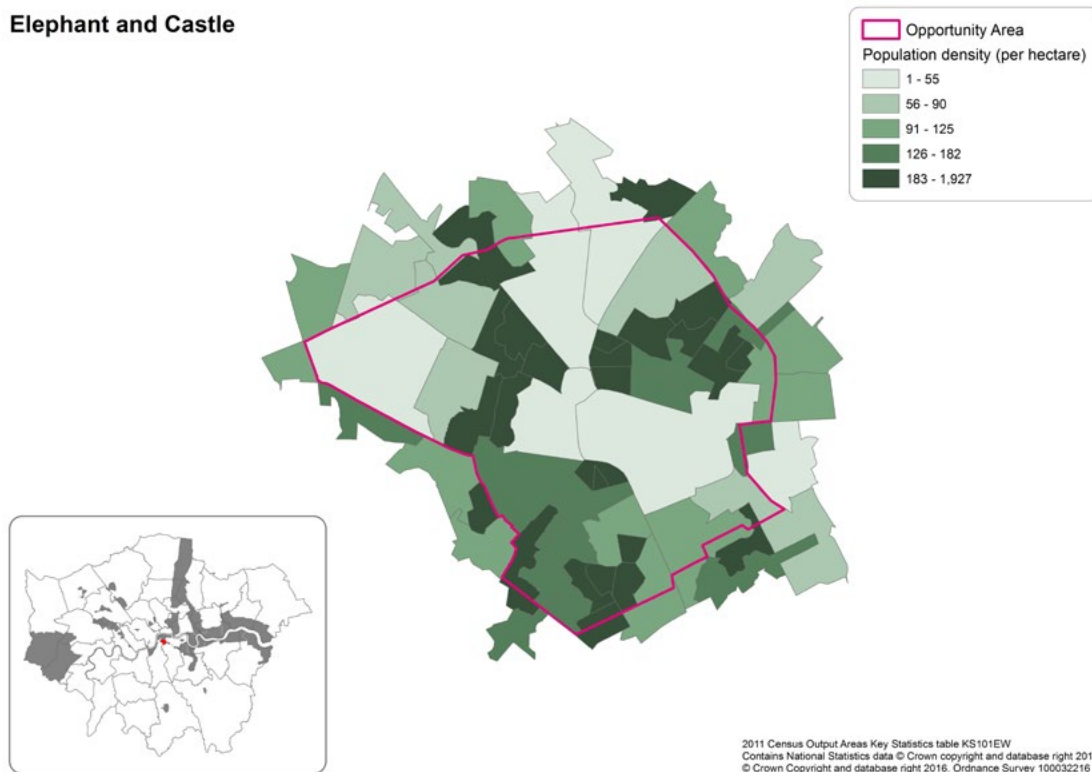 Elephant and Castle
Opportunity Area
Population density (per hectare)
1 - 55
56 - 90
91 - 125
126 - 182
183 - 1,927
2011 Census Output Areas Key Statistics table KS101EW
Contains National Statistics data © Crown copyright and database right 201
© Crown Copyright and database right 2016. Ordnance Survey 100032216